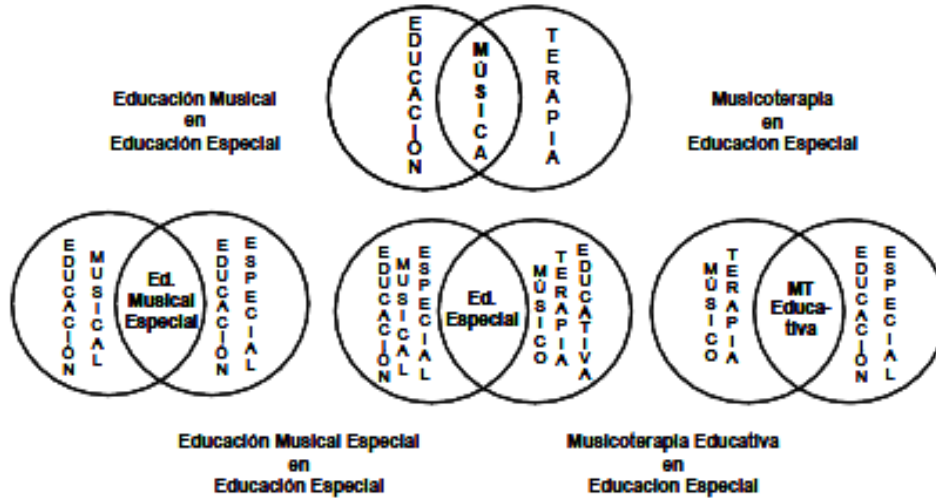 EDUCACIÓN
MÚSICA
TERAPIA
Educación Musical
en
Educación Especial
Musicoterapia
en
Educacion Especial
EDUCACIÓN
MUSICAL
Ed.
Musical
Especial
EDUCACIÓN
ESPECIAL
EDUCACIÓN
MUSICAL
ESPECIAL
Ed.
Especial
MÚSICO
TERAPIA
EDUCATIVA
MÚSICO
TERAPIA
MT
Educa-
tiva
EDUCACIÓN
ESPECIAL
Educación Musical Especial
en
Educación Especial
Musicoterapia Educativa
en
Educacion Especial